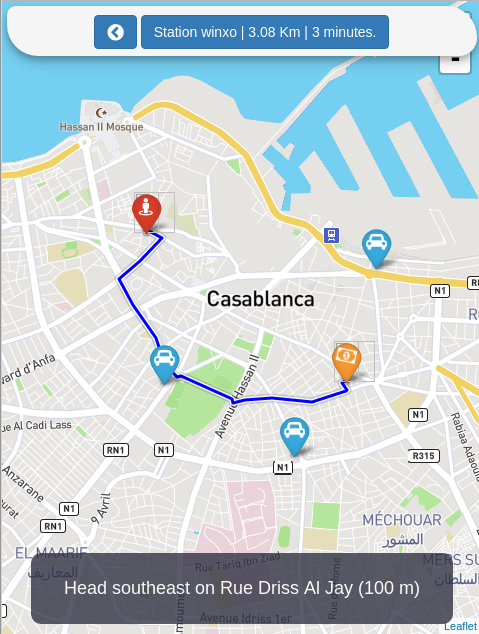 Station winxo | 3.08 Km | 3 minutes.
Hassan II Mosque
N1
Casablanca
Avenue Hassan II
vard d'Anfa
ue Al Cadi Lass
N1
RN1
N1
R315
N1
Rabiaa Adaouia
Anzarane
N1
RN1
9 Avril
MÉCHOUAR
المشور
EL MAARIF
المعاريف
MERS SU
السلطان
Rue Tariq Ibn Ziad
Head southeast on Rue Driss Al Jay (100 m)
Avenue Idriss 1er
Leaflet